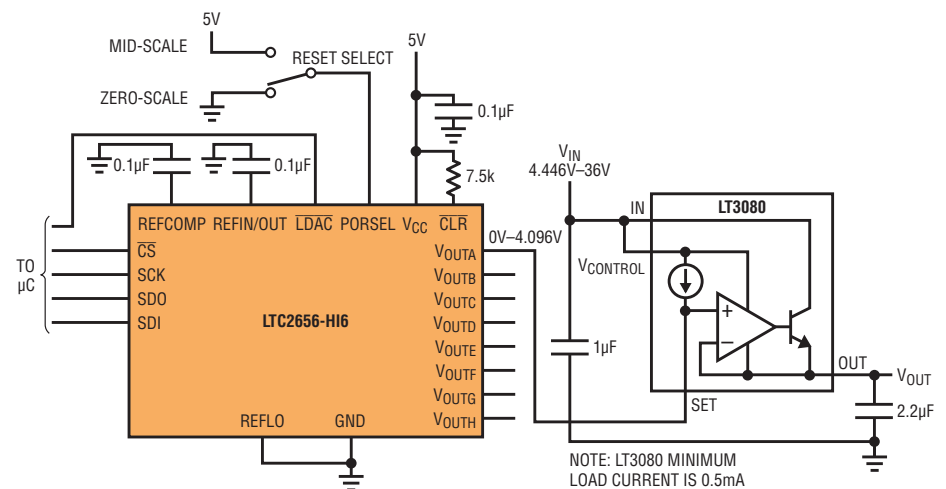 5V
MID-SCALE
RESET SELECT
ZERO-SCALE
5V
0.1µF
0.1µF
0.1µF
7.5k
VIN
4.446V–36V
REFCOMP REFIN/OUT LDAC PORSEL VCC CLR
0V–4.096V
IN
LT3080
TO
µC
CS
SCK
SDO
SDI
LTC2656-HI6
VOUTA
VOUTB
VOUTC
VOUTD
VOUTE
VOUTF
VOUTG
VOUTH
REFLO GND
VCONTROL
+
–
1µF
OUT
VOUT
SET
2.2µF
NOTE: LT3080 MINIMUM
LOAD CURRENT IS 0.5mA